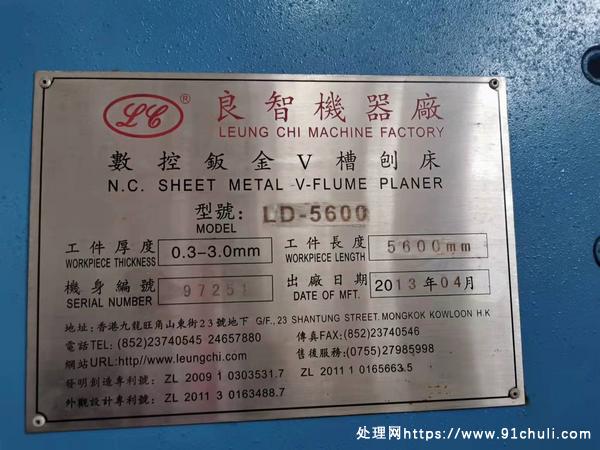 LC ® 良智機器廠
LEUNG CHI MACHINE FACTORY
數控鈑金V槽刨床
N.C. SHEET METAL V-FLUME PLANER
型號: LD-5600
MODEL
工件厚度 0.3-3.0mm 工件長度 5600mm
WORKPIECE THICKNESS WORKPIECE LENGTH
機身編號 97251 出廠日期 2013年04月
SERIAL NUMBER DATE OF MFT.
地址: 香港九龍旺角山東街23號地下 G/F., 23 SHANTUNG STREET. MONGKOK KOWLOON H.K
電話TEL: (852)23740545 24657880 傳真FAX:(852)23740546
網站URL:http//www.leungchi.com 售後服務:(0755)27985998
發明創造專利號: ZL 2009 1 0303531.7 ZL 2011 1 0165663.5
外觀設計專利號: ZL 2011 3 0163488.7
处理网https://www.91chuli.com